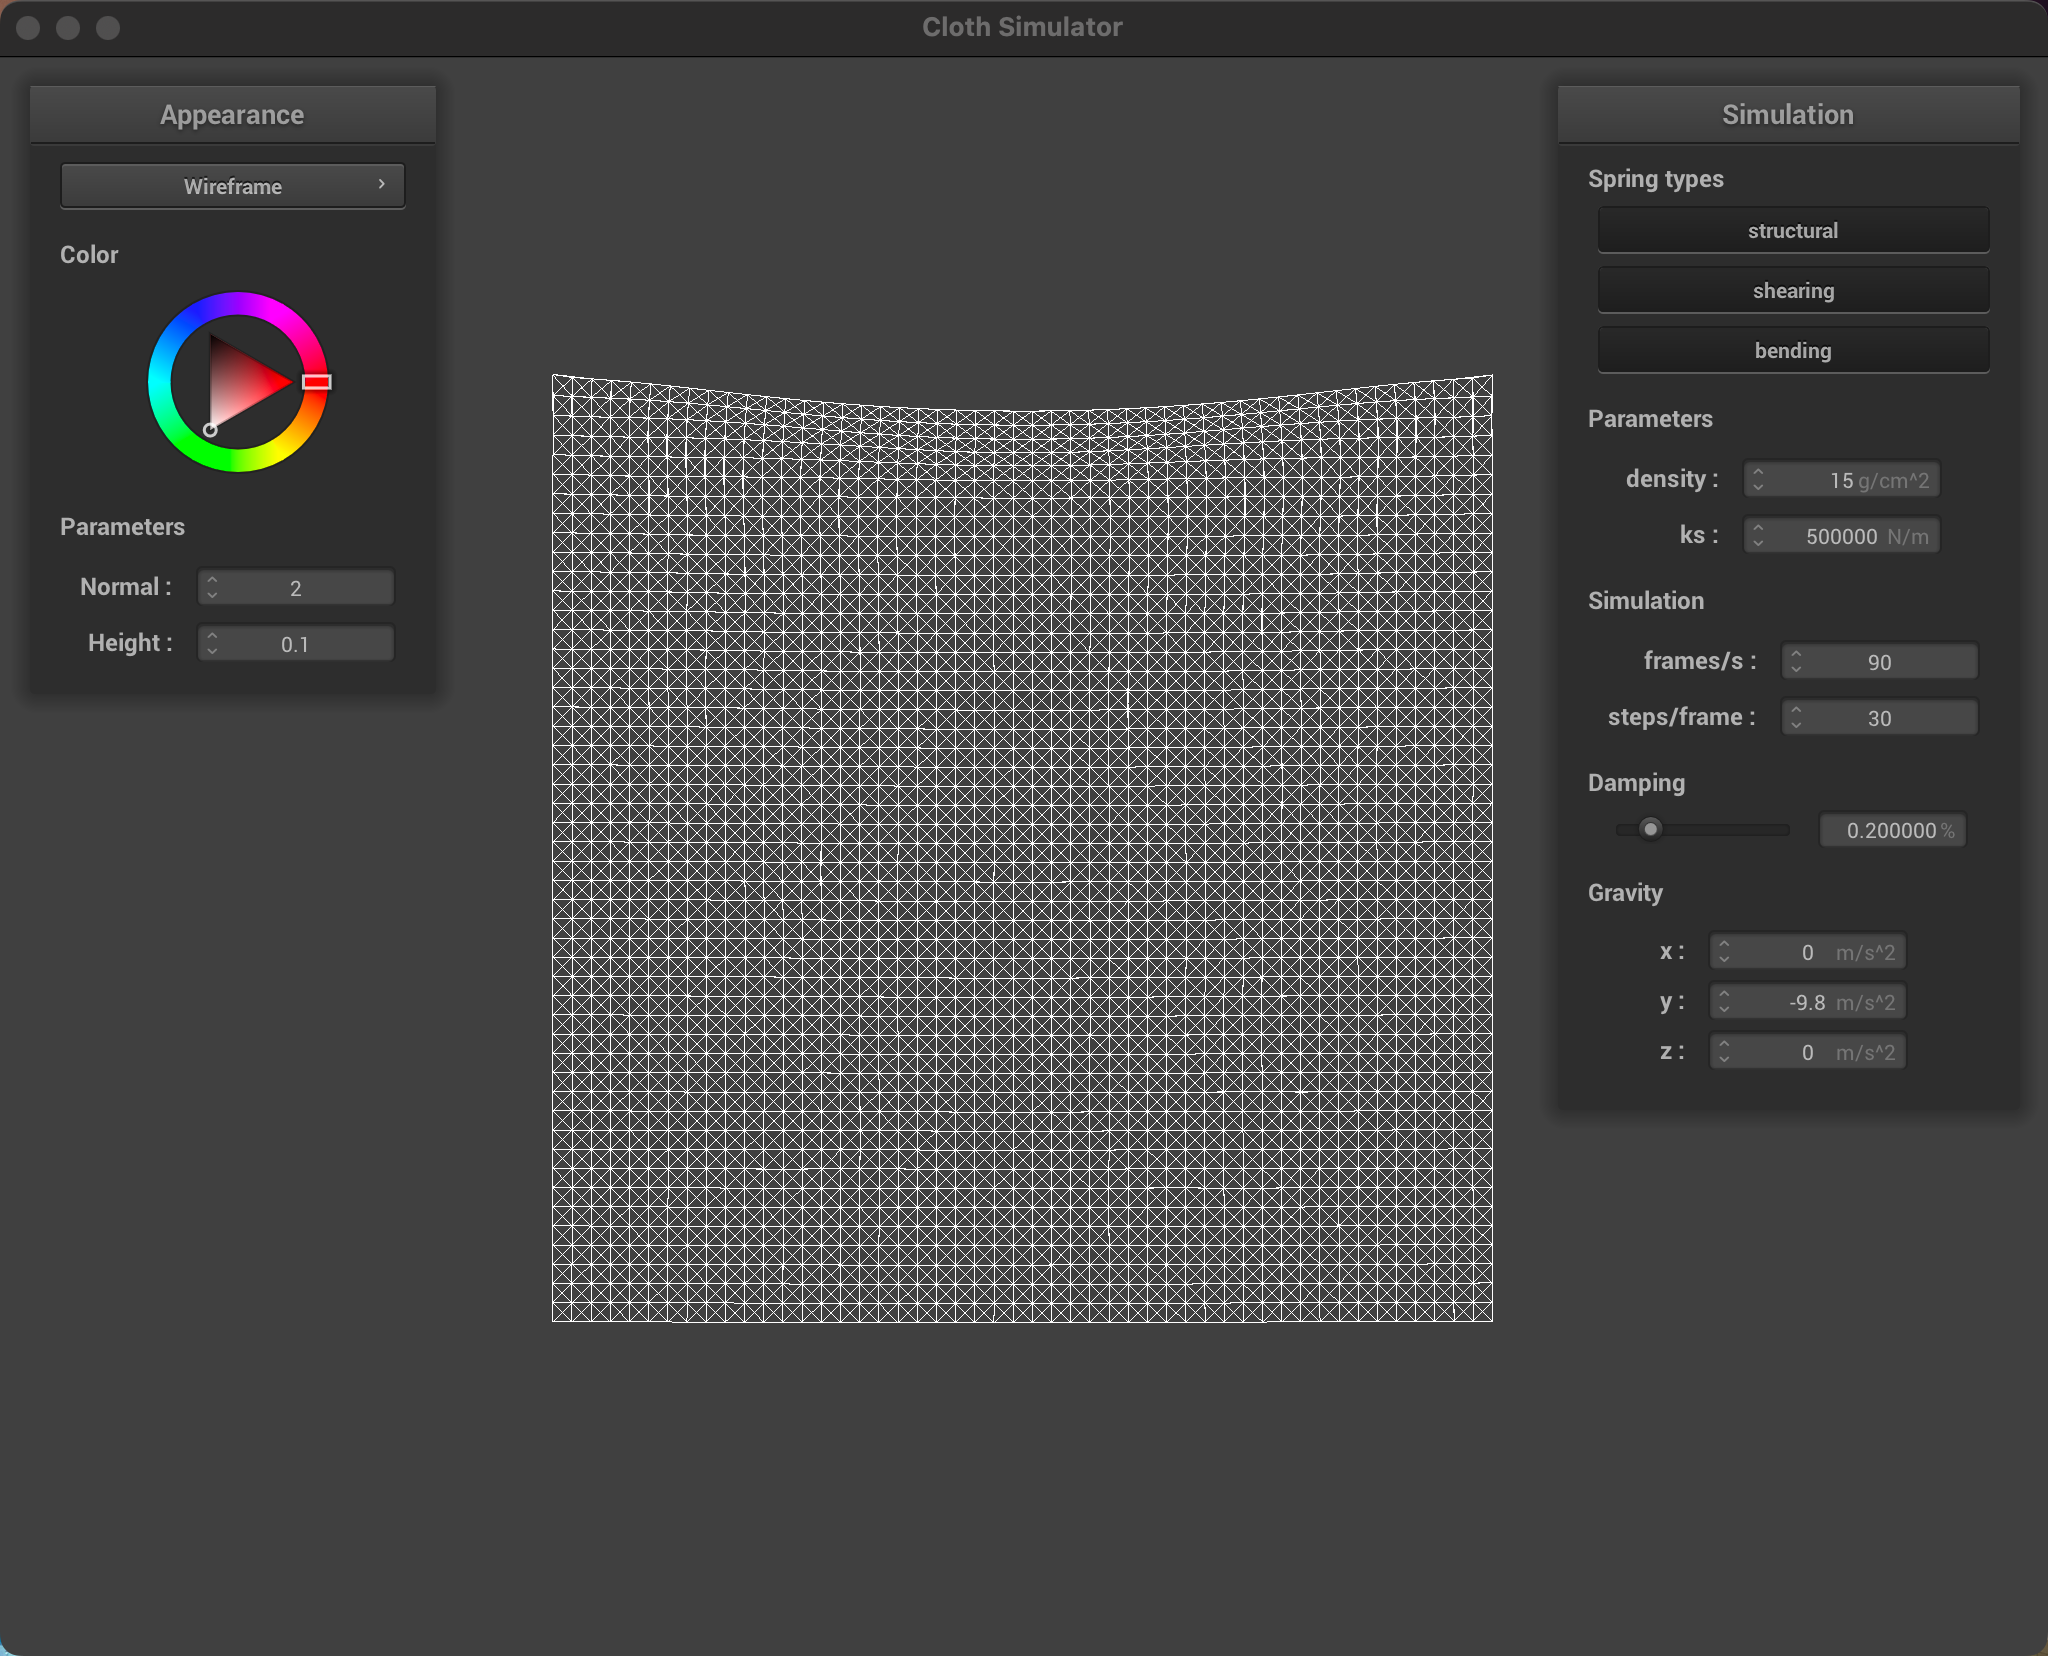 Cloth Simulator
Appearance
Wireframe
Color
Parameters
Normal : 2
Height : 0.1
Simulation
Spring types
structural
shearing
bending
Parameters
density : 15 g/cm^2
ks : 500000 N/m
Simulation
frames/s : 90
steps/frame : 30
Damping
0.200000 %
Gravity
x : 0 m/s^2
y : -9.8 m/s^2
z : 0 m/s^2